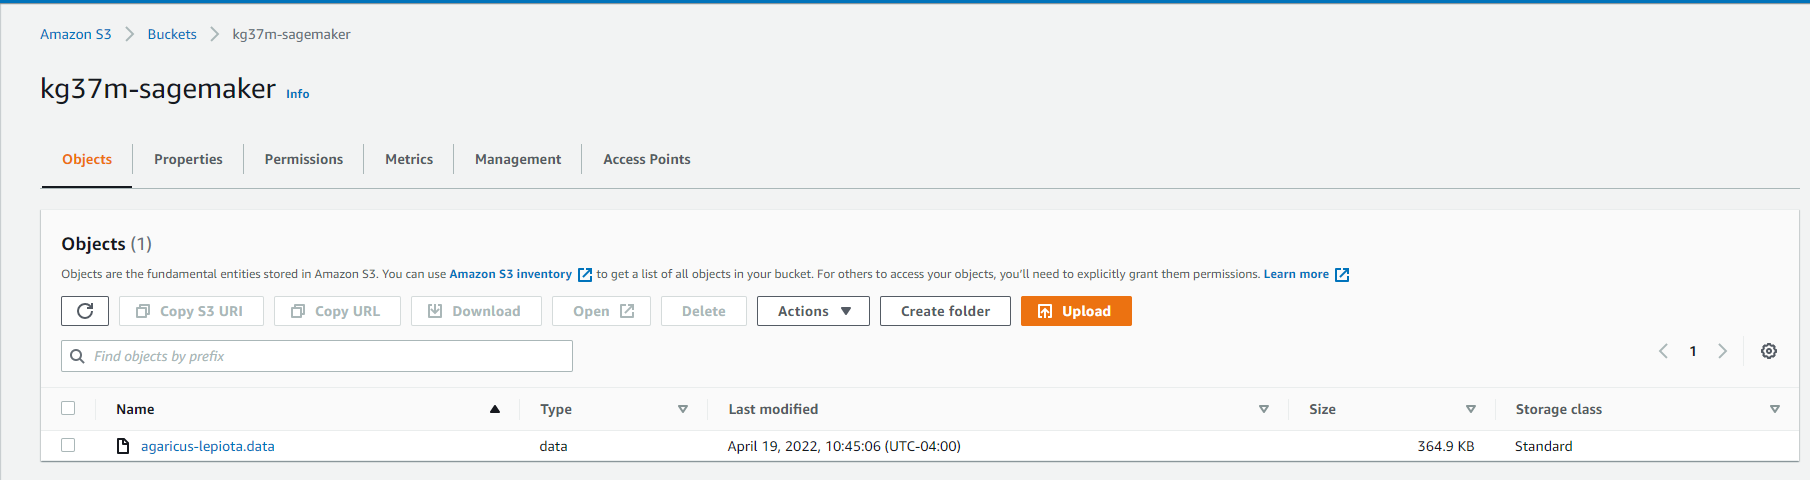 Amazon S3 > Buckets > kg37m-sagemaker
kg37m-sagemaker Info
Objects Properties Permissions Metrics Management Access Points
Objects (1)
Objects are the fundamental entities stored in Amazon S3. You can use Amazon S3 inventory to get a list of all objects in your bucket. For others to access your objects, you'll need to explicitly grant them permissions. Learn more
Copy S3 URI Copy URL Download Open Delete Actions Create folder Upload
Find objects by prefix
1
Name Type Last modified Size Storage class
agaricus-lepiota.data data April 19, 2022, 10:45:06 (UTC-04:00) 364.9 KB Standard